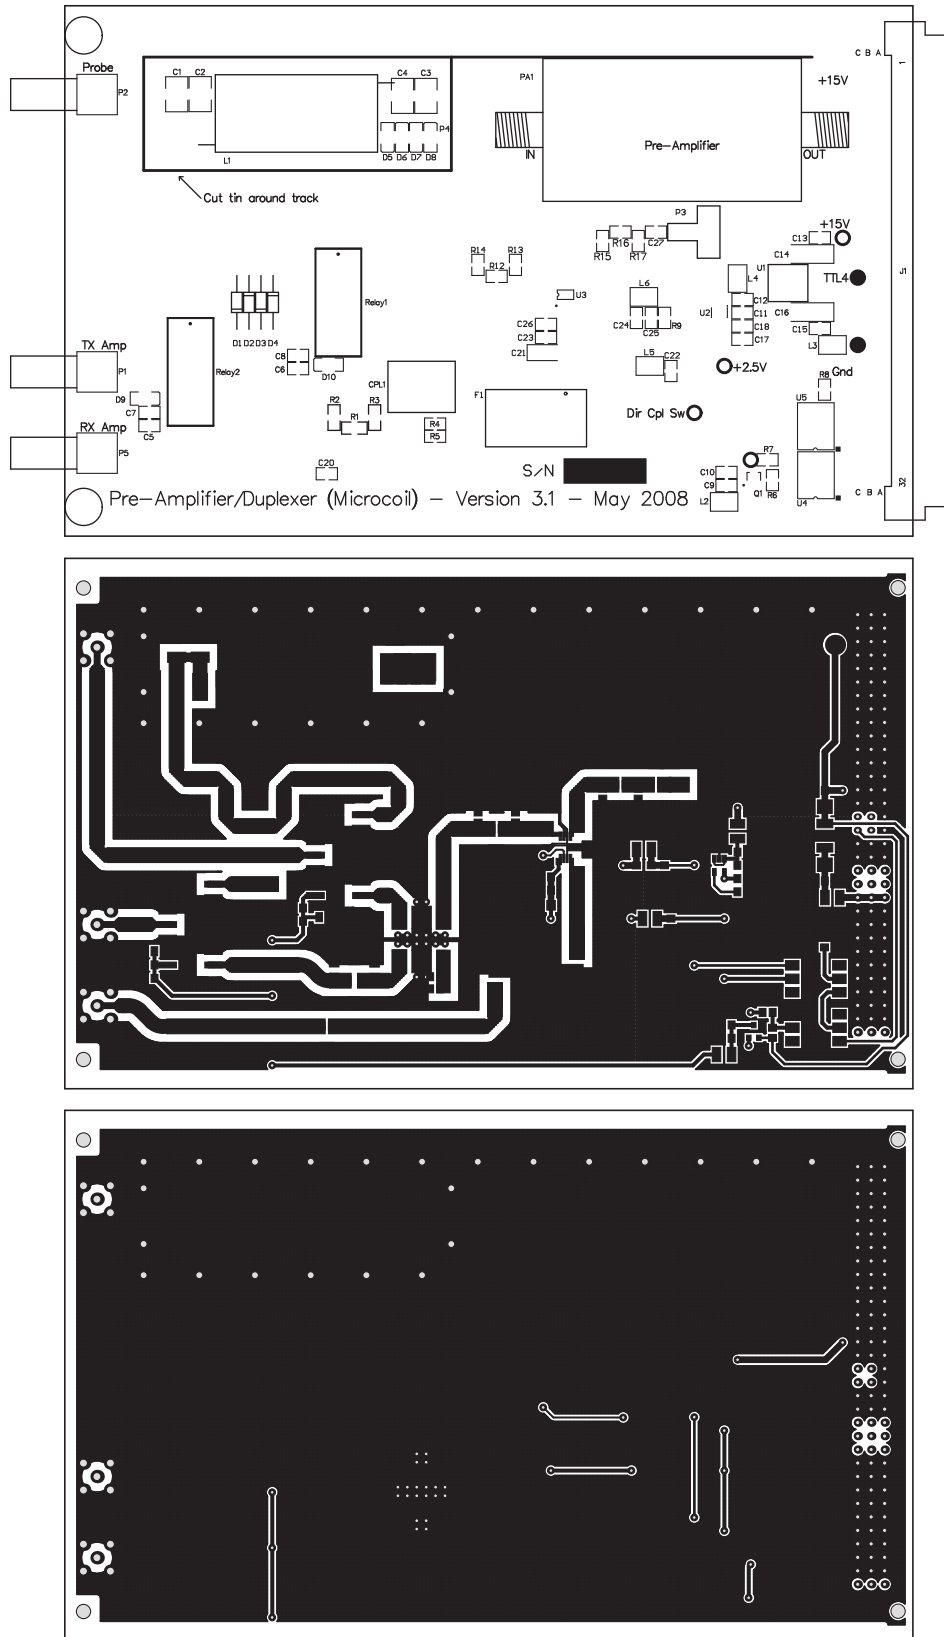 C B A
1
Probe
P2
C1 C2
C4 C3
P4
D5 D6 D7 D8
L1
PA1
+15V
Pre-Amplifier
IN
OUT
Cut tin around track
P3
R16
C27
R15
R17
+15V
C13
C14
R14
R13
R12
U1
L4
TTL4
J1
L6
U3
Relay1
C12
C11
C18
C17
U2
C16
C15
C26
C23
C21
C24
C25
R9
L3
D1 D2 D3 D4
TX Amp
P1
Relay2
C8
C6
D10
CPL1
L5
C22
+2.5V
Gnd
R8
D9
C7
C5
R2
R3
R1
R4
R5
F1
Dir Cpl Sw
U5
RX Amp
P5
C20
S/N
R7
C10
C9
L2
Q1
R6
U4
C B A
32
Pre-Amplifier/Duplexer (Microcoil) - Version 3.1 - May 2008